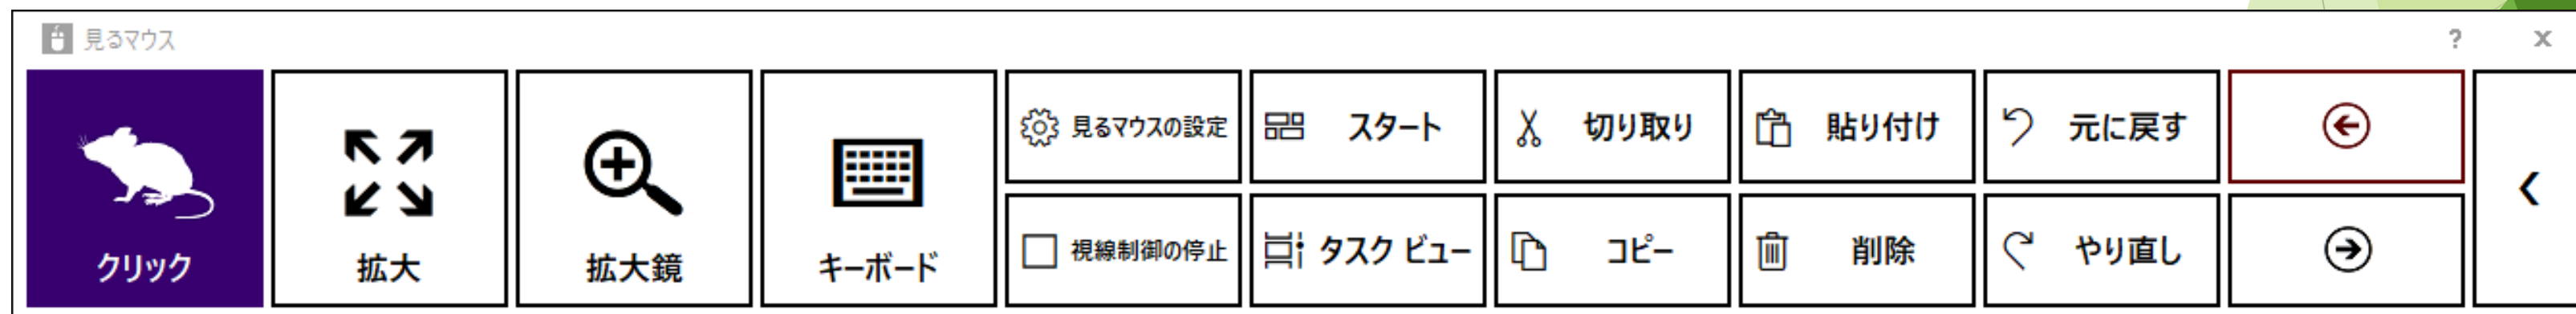 見るマウス
? ×
クリック
拡大
拡大鏡
キーボード
見るマウスの設定
視線制御の停止
スタート
タスク ビュー
切り取り
コピー
貼り付け
削除
元に戻す
やり直し